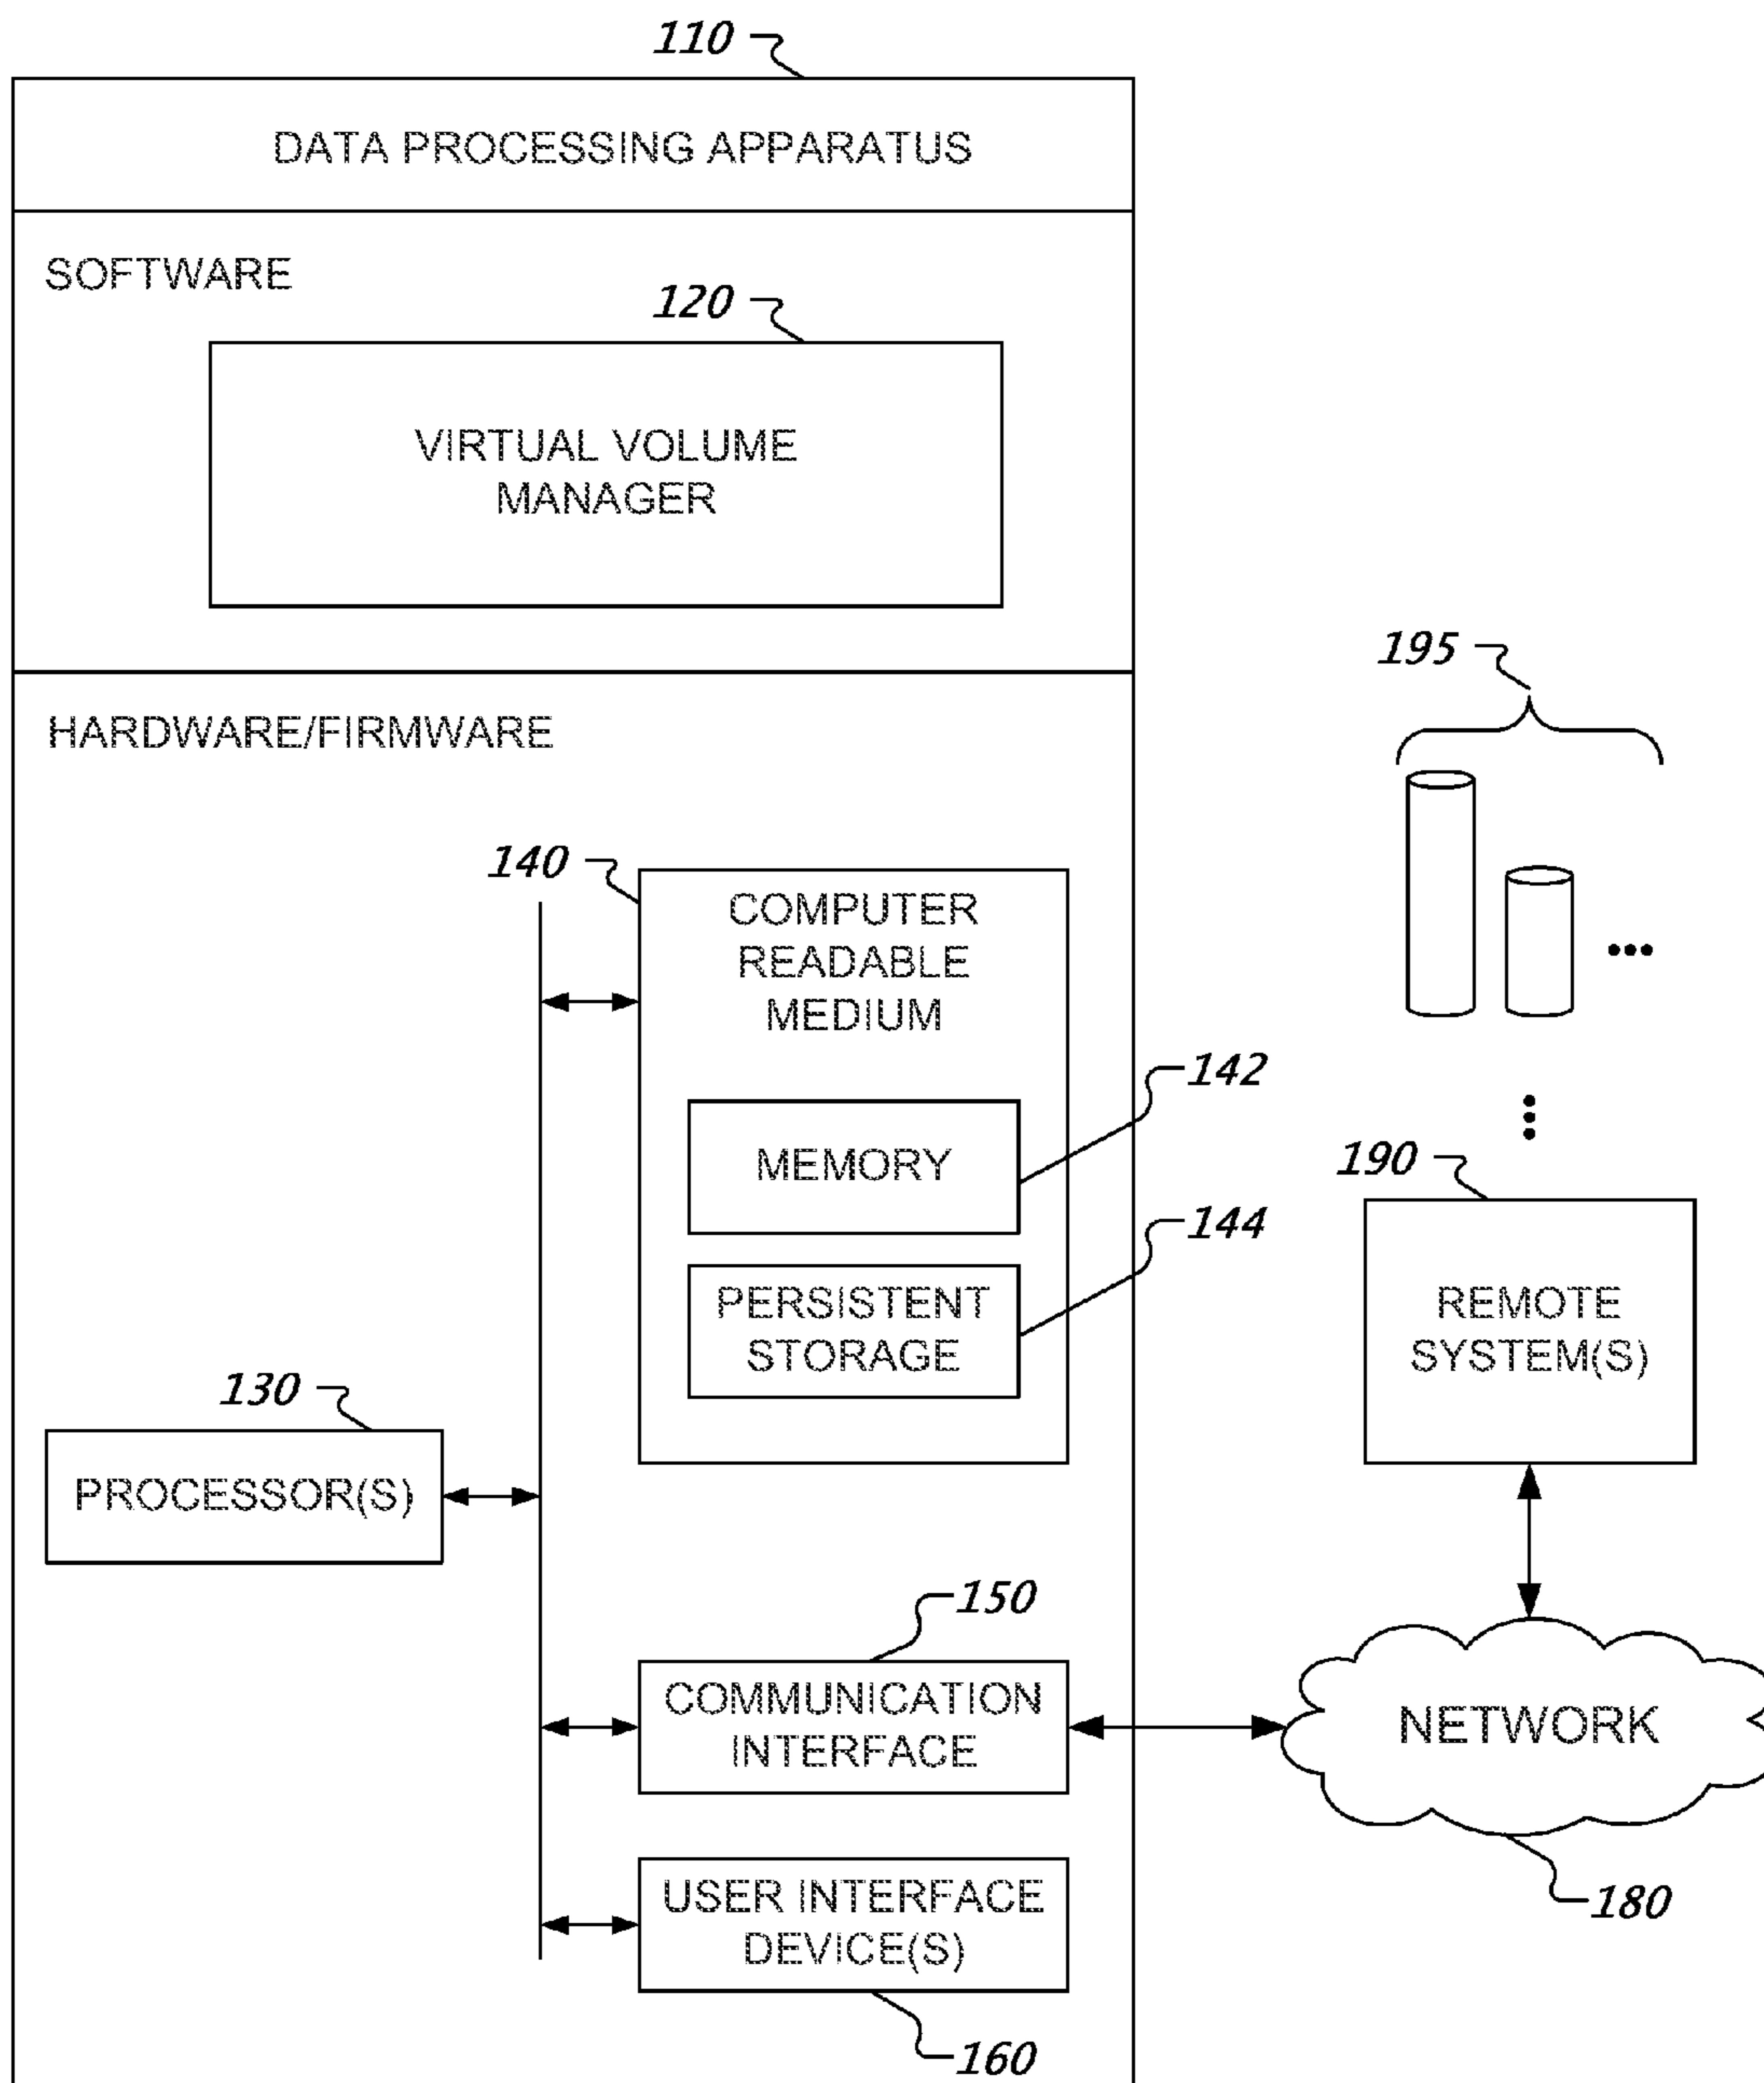 110
DATA PROCESSING APPARATUS
SOFTWARE
120
VIRTUAL VOLUME
MANAGER
HARDWARE/FIRMWARE
195
140
COMPUTER
READABLE
MEDIUM
142
MEMORY
144
PERSISTENT
STORAGE
190
REMOTE
SYSTEM(S)
130
PROCESSOR(S)
150
COMMUNICATION
INTERFACE
NETWORK
180
USER INTERFACE
DEVICE(S)
160